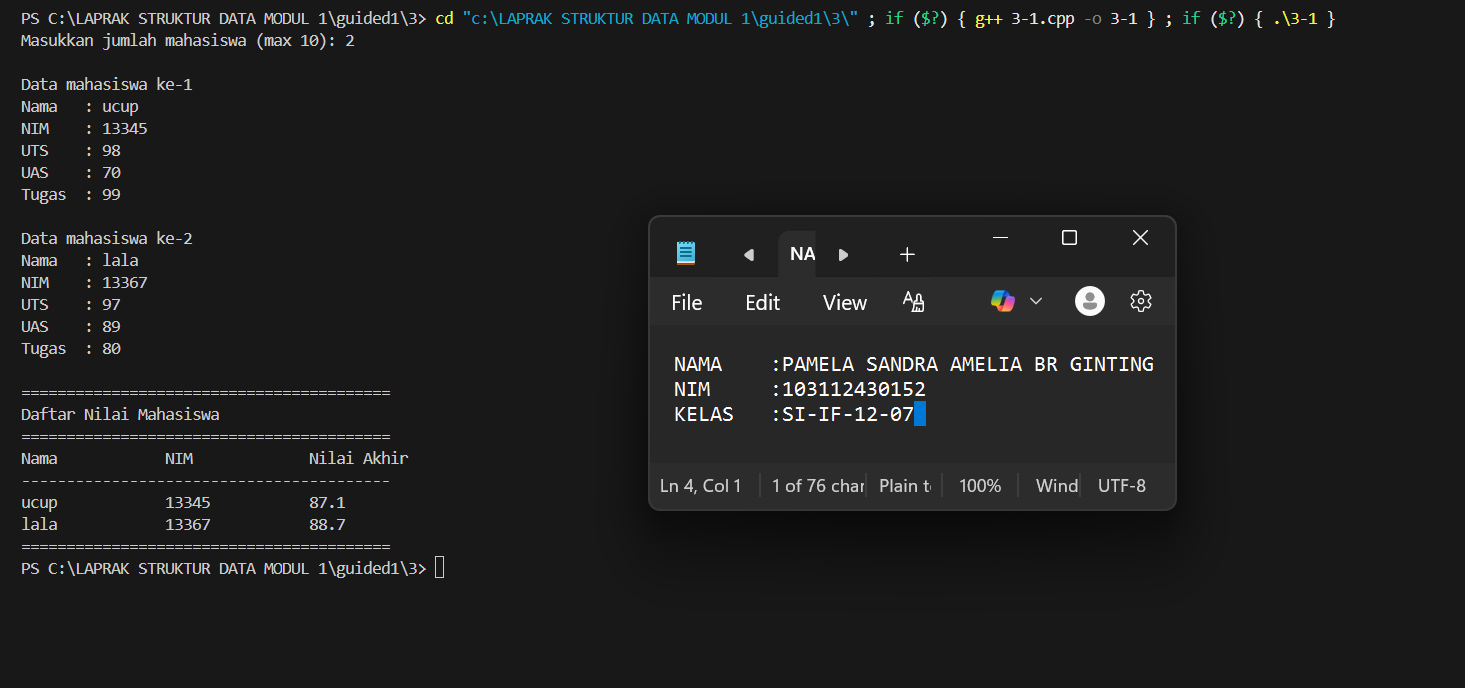 PS C:\LAPRAK STRUKTUR DATA MODUL 1\guided1\3> cd "c:\LAPRAK STRUKTUR DATA MODUL 1\guided1\3\" ; if ($?) { g++ 3-1.cpp -o 3-1 } ; if ($?) { .\3-1 }
Masukkan jumlah mahasiswa (max 10): 2

Data mahasiswa ke-1
Nama   : ucup
NIM    : 13345
UTS    : 98
UAS    : 70
Tugas  : 99

Data mahasiswa ke-2
Nama   : lala
NIM    : 13367
UTS    : 97
UAS    : 89
Tugas  : 80

=========================================
Daftar Nilai Mahasiswa
=========================================
Nama            NIM             Nilai Akhir
-----------------------------------------
ucup            13345           87.1
lala            13367           88.7
=========================================
PS C:\LAPRAK STRUKTUR DATA MODUL 1\guided1\3>
NA
File Edit View
NAMA    :PAMELA SANDRA AMELIA BR GINTING
NIM     :103112430152
KELAS   :SI-IF-12-07
Ln 4, Col 1 1 of 76 char Plain t 100% Wind UTF-8